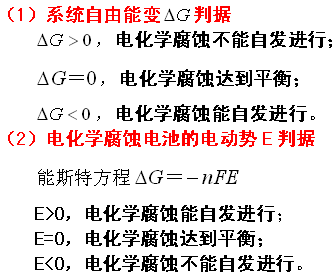 （1）系统自由能变ΔG判据
ΔG＞0，电化学腐蚀不能自发进行；
ΔG＝0，电化学腐蚀达到平衡；
ΔG＜0，电化学腐蚀能自发进行。
（2）电化学腐蚀电池的电动势E判据
能斯特方程ΔG＝-nFE
E>0，电化学腐蚀能自发进行；
E=0，电化学腐蚀达到平衡；
E<0，电化学腐蚀不能自发进行。